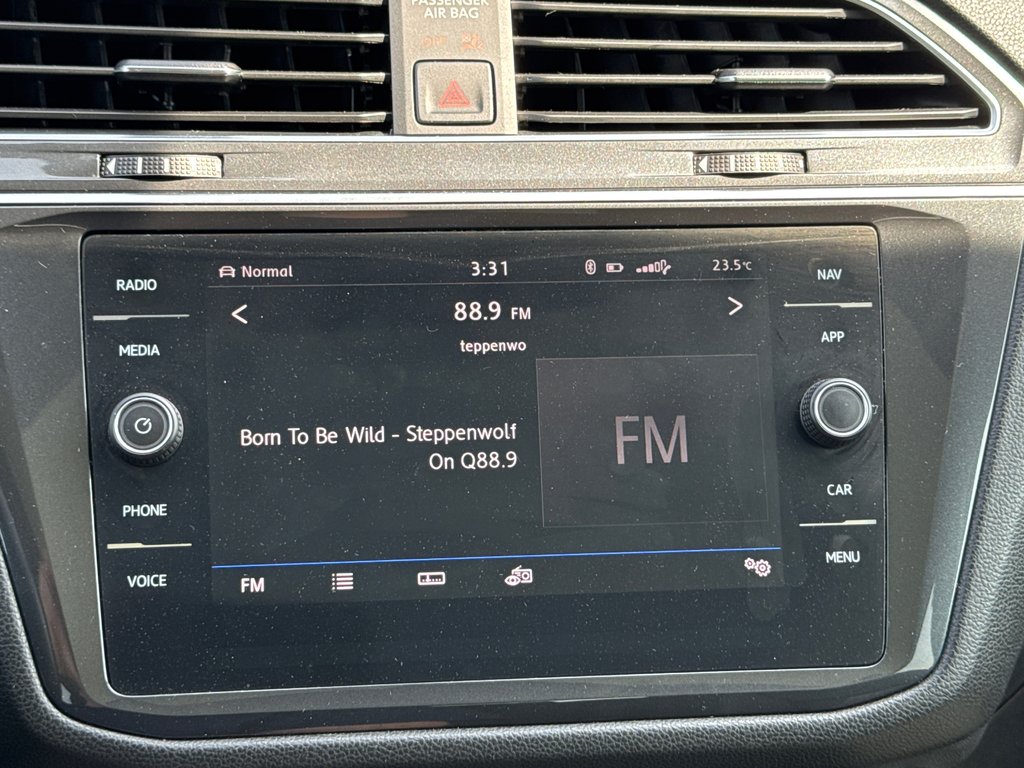 PASSENGER
AIR BAG
OFF
RADIO
MEDIA
PHONE
VOICE
Normal
3:31
23.5°C
88.9 FM
teppenwo
Born To Be Wild - Steppenwolf
On Q88.9
FM
FM
NAV
APP
CAR
MENU